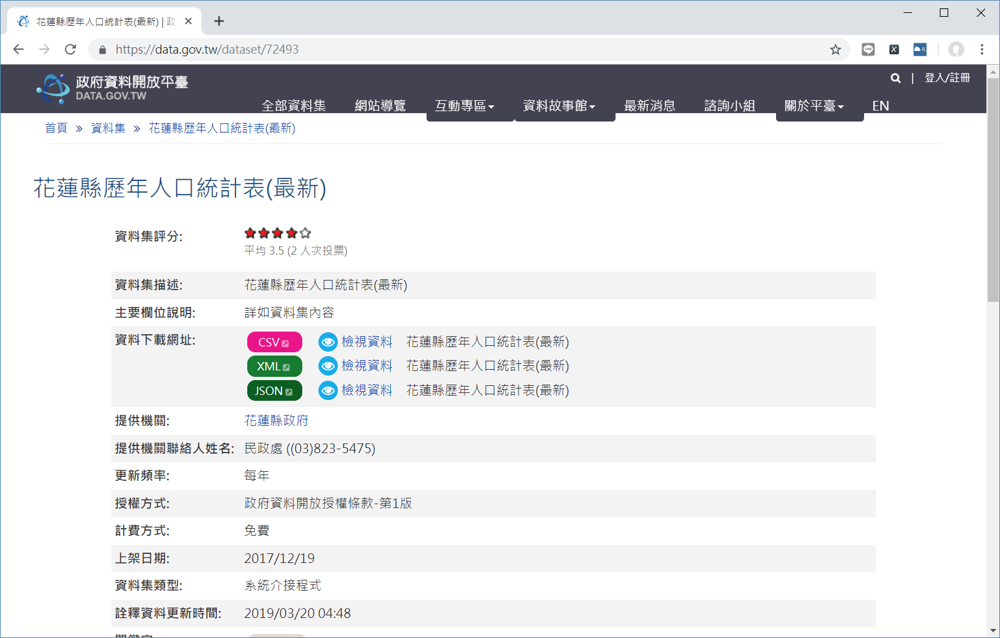 花蓮縣歷年人口統計表(最新) | 政
https://data.gov.tw/dataset/72493
政府資料開放平臺
DATA.GOV.TW
登入/註冊
全部資料集 網站導覽 互動專區 資料故事館 最新消息 諮詢小組 關於平臺 EN
首頁 » 資料集 » 花蓮縣歷年人口統計表(最新)
花蓮縣歷年人口統計表(最新)
資料集評分:
平均 3.5 (2 人次投票)
資料集描述: 花蓮縣歷年人口統計表(最新)
主要欄位說明: 詳如資料集內容
資料下載網址: CSV 檢視資料 花蓮縣歷年人口統計表(最新)
XML 檢視資料 花蓮縣歷年人口統計表(最新)
JSON 檢視資料 花蓮縣歷年人口統計表(最新)
提供機關: 花蓮縣政府
提供機關聯絡人姓名: 民政處 ((03)823-5475)
更新頻率: 每年
授權方式: 政府資料開放授權條款-第1版
計費方式: 免費
上架日期: 2017/12/19
資料集類型: 系統介接程式
詮釋資料更新時間: 2019/03/20 04:48